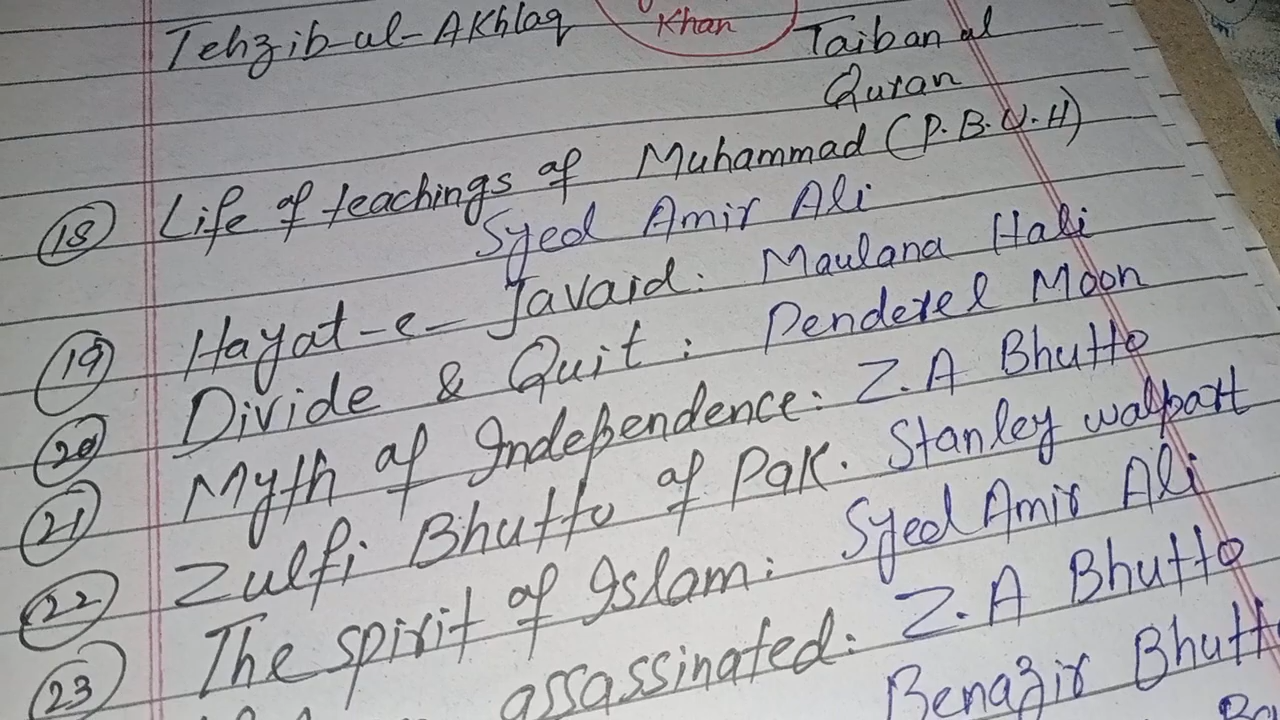 Tehzib-ul-Akhlaq Khan Taiban ul
Quran
18 Life of teachings of Muhammad (P.B.U.H)
Syed Amir Ali
19 Hayat-e-Javaid: Maulana Hali
20 Divide & Quit: Penderel Moon
21 Myth of Independence: Z.A Bhutto
22 Zulfi Bhutto of Pak. Stanley walpart
23 The spirit of Islam: Syed Amir Ali
assassinated: Z.A Bhutto
Benazir